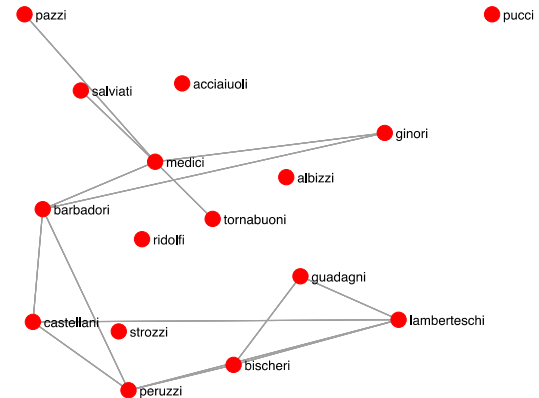 pazzi
pucci
salviati
acciaiuoli
ginori
medici
albizzi
barbadori
tornabuoni
ridolfi
guadagni
castellani
strozzi
lamberteschi
bischeri
peruzzi